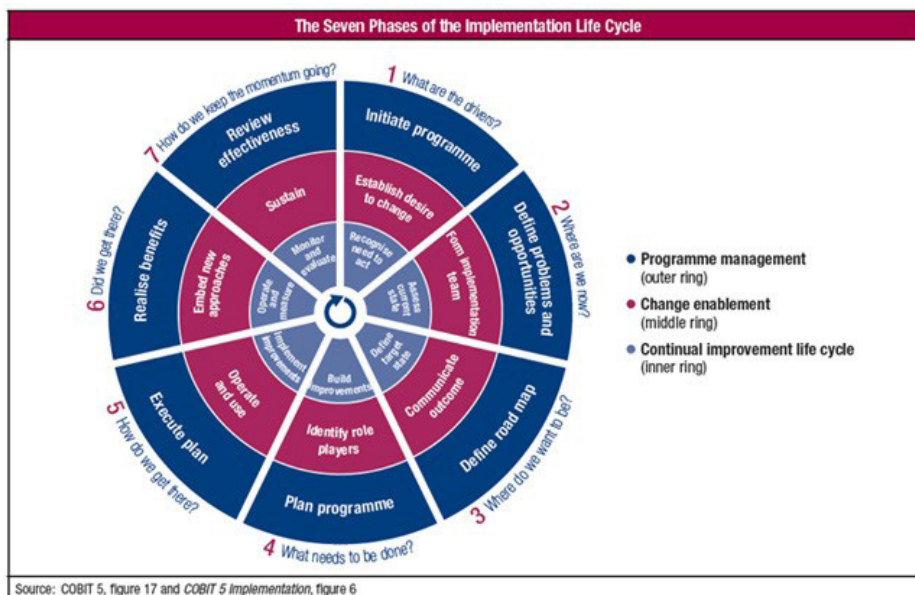 The Seven Phases of the Implementation Life Cycle
1 What are the drivers?
Initiate programme
Establish desire
to change
Recognise
need to
act
2 Where are we now?
Define problems and
opportunities
Form implementation
team
Assess
current
state
3 Where do we want to be?
Define road map
Communicate
outcome
Define
target
state
4 What needs to be done?
Plan programme
Identify role
players
Build
improvements
5 How do we get there?
Execute plan
Operate
and use
Implement
improvements
6 Did we get there?
Realise benefits
Embed new
approaches
Operate
and
measure
7 How do we keep the momentum going?
Review
effectiveness
Sustain
Monitor
and
evaluate
Programme management
(outer ring)
Change enablement
(middle ring)
Continual improvement life cycle
(inner ring)
Source: COBIT 5, figure 17 and COBIT 5 Implementation, figure 6